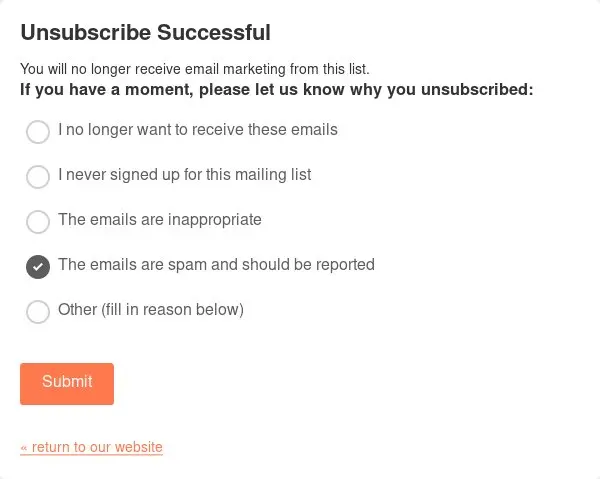 Unsubscribe Successful
You will no longer receive email marketing from this list.
If you have a moment, please let us know why you unsubscribed:
I no longer want to receive these emails
I never signed up for this mailing list
The emails are inappropriate
The emails are spam and should be reported
Other (fill in reason below)
Submit
« return to our website